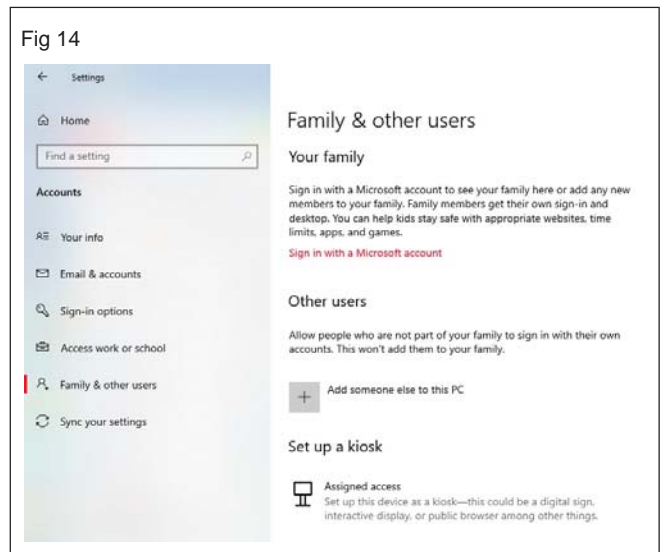 Fig 14
Settings
Home
Find a setting
Accounts
Your info
Email & accounts
Sign-in options
Access work or school
Family & other users
Sync your settings
Family & other users
Your family
Sign in with a Microsoft account to see your family here or add any new
members to your family. Family members get their own sign-in and
desktop. You can help kids stay safe with appropriate websites, time
limits, apps, and games.
Sign in with a Microsoft account
Other users
Allow people who are not part of your family to sign in with their own
accounts. This won't add them to your family.
Add someone else to this PC
Set up a kiosk
Assigned access
Set up this device as a kiosk—this could be a digital sign,
interactive display, or public browser among other things.